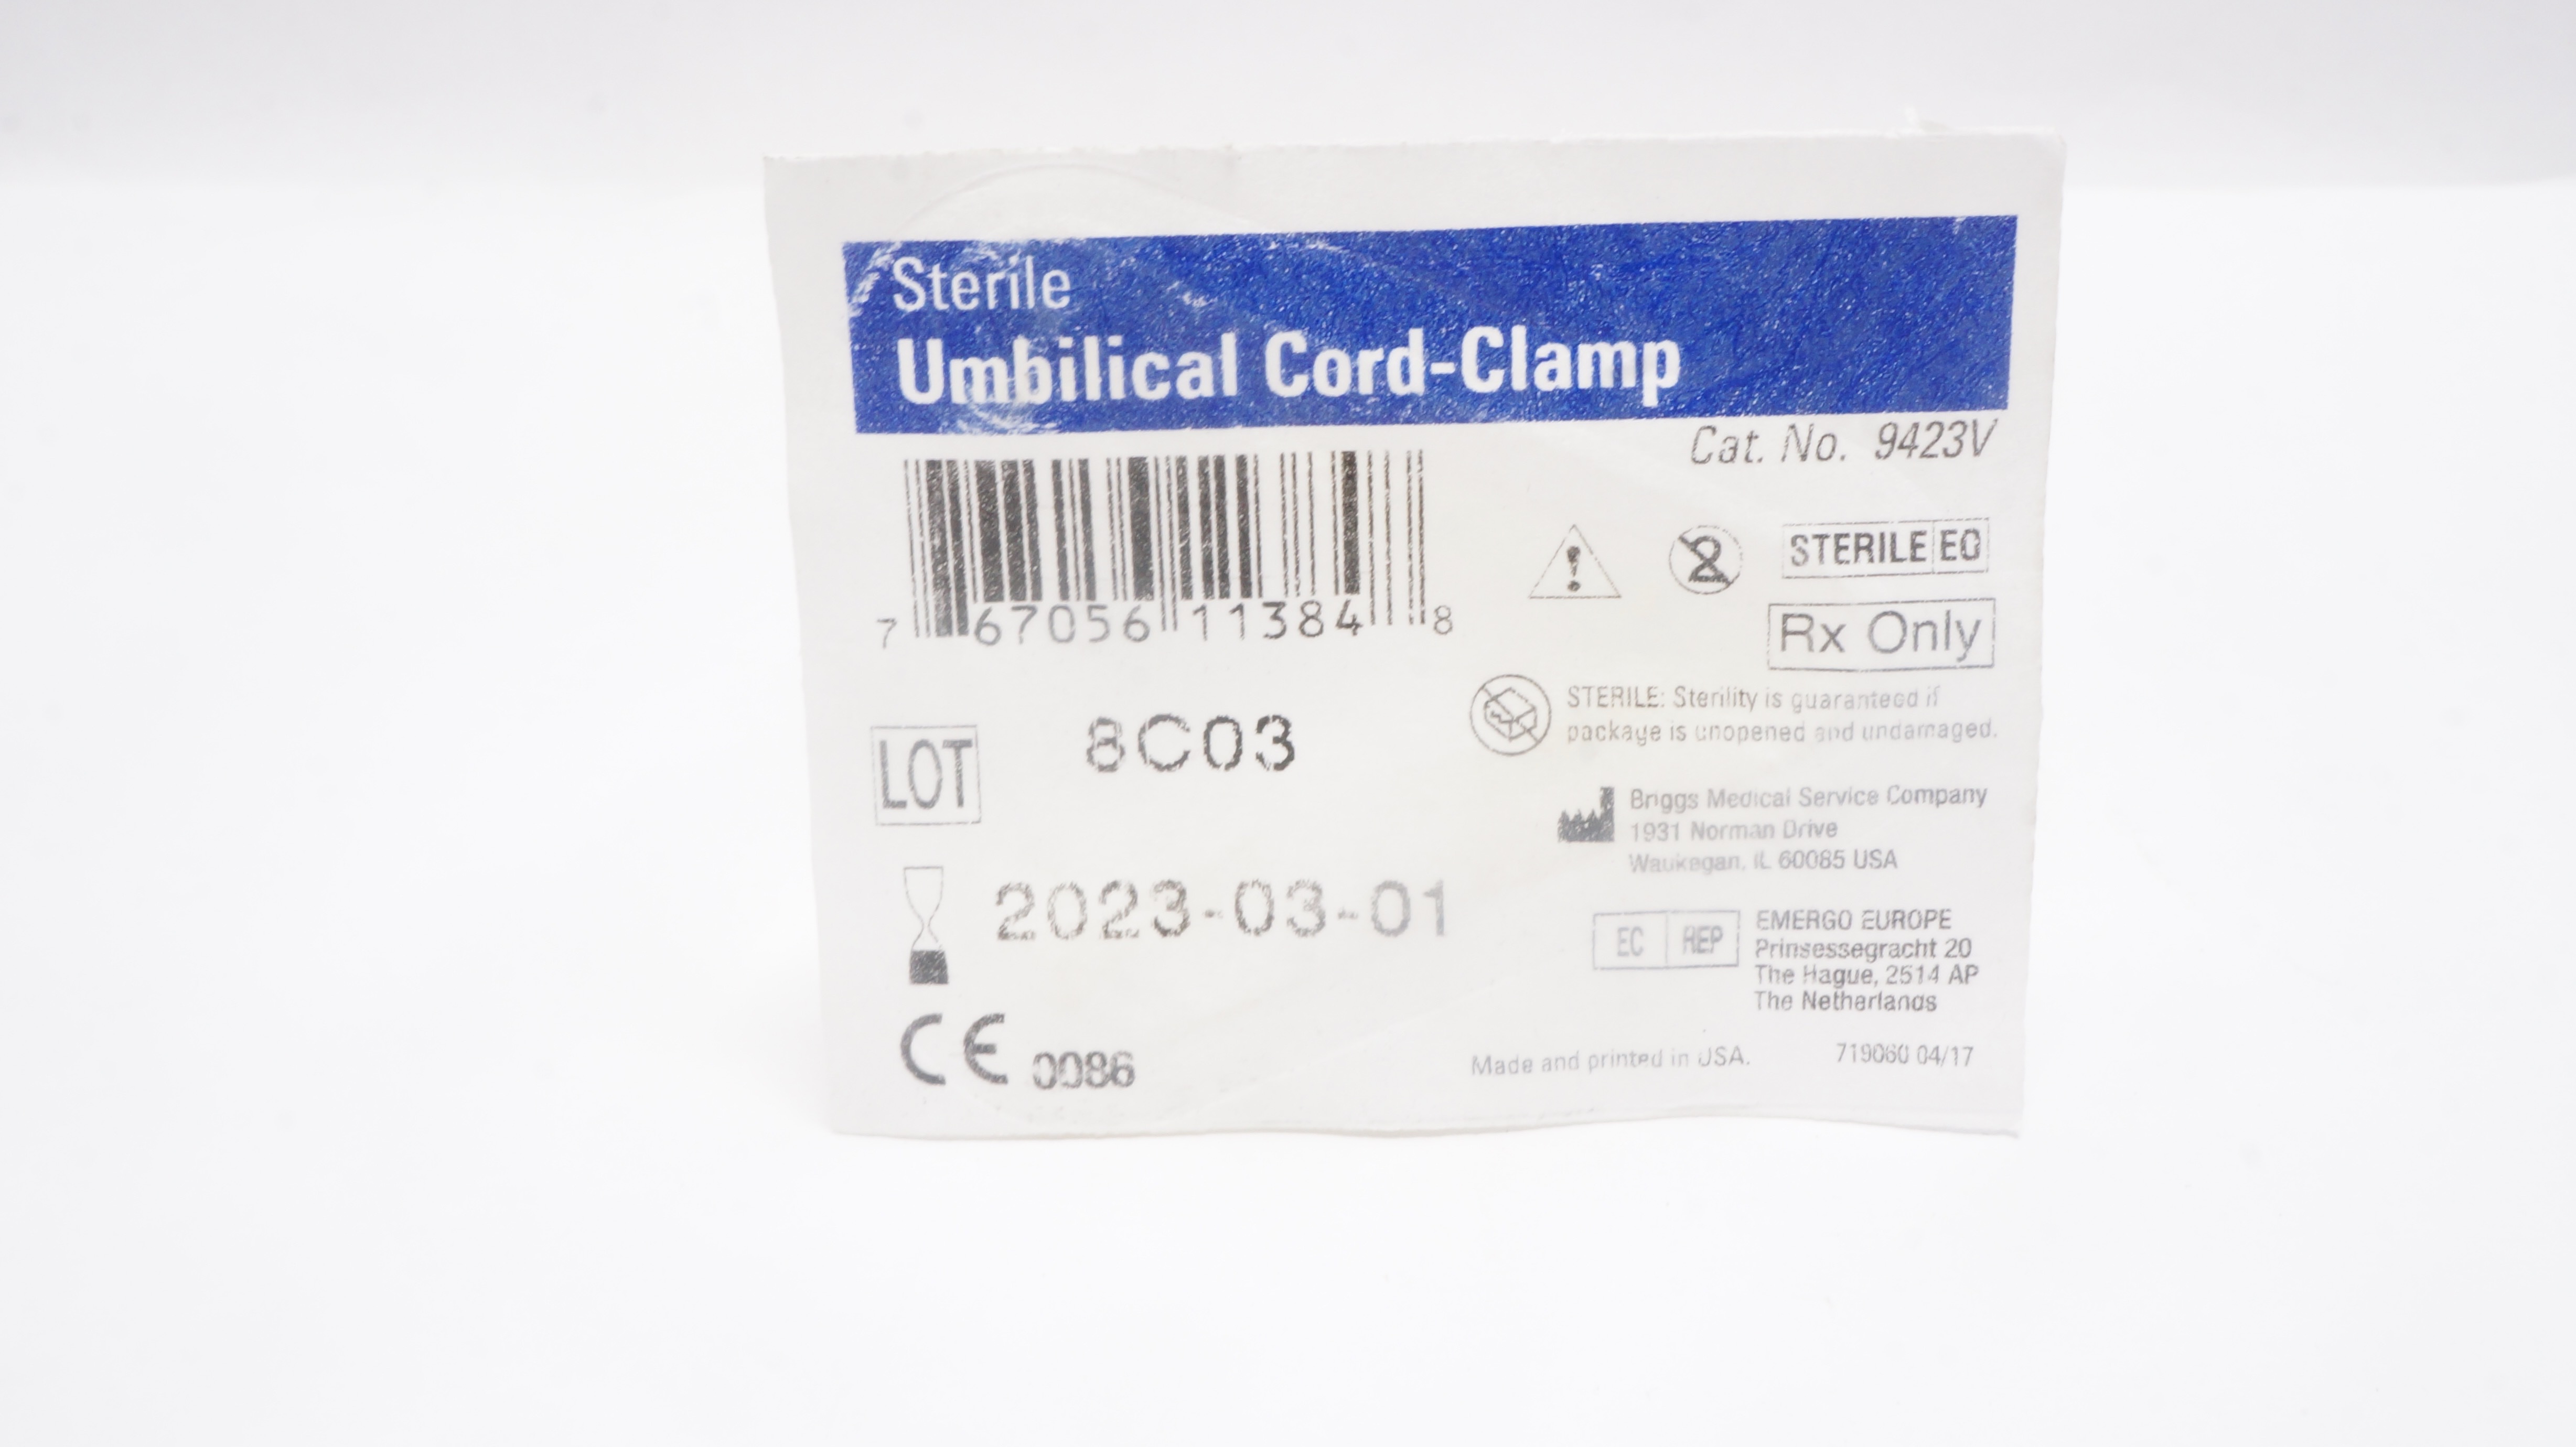 Sterile
Umbilical Cord-Clamp
Cat. No. 9423V
7 67056 11384 8
STERILE EO
Rx Only
STERILE: Sterility is guaranteed if
package is unopened and undamaged.
LOT 8C03
Briggs Medical Service Company
1931 Norman Drive
Waukegan, IL 60085 USA
2023-03-01
EC REP
EMERGO EUROPE
Prinsessegracht 20
The Hague, 2514 AP
The Netherlands
CE 0086
Made and printed in USA.
719060 04/17